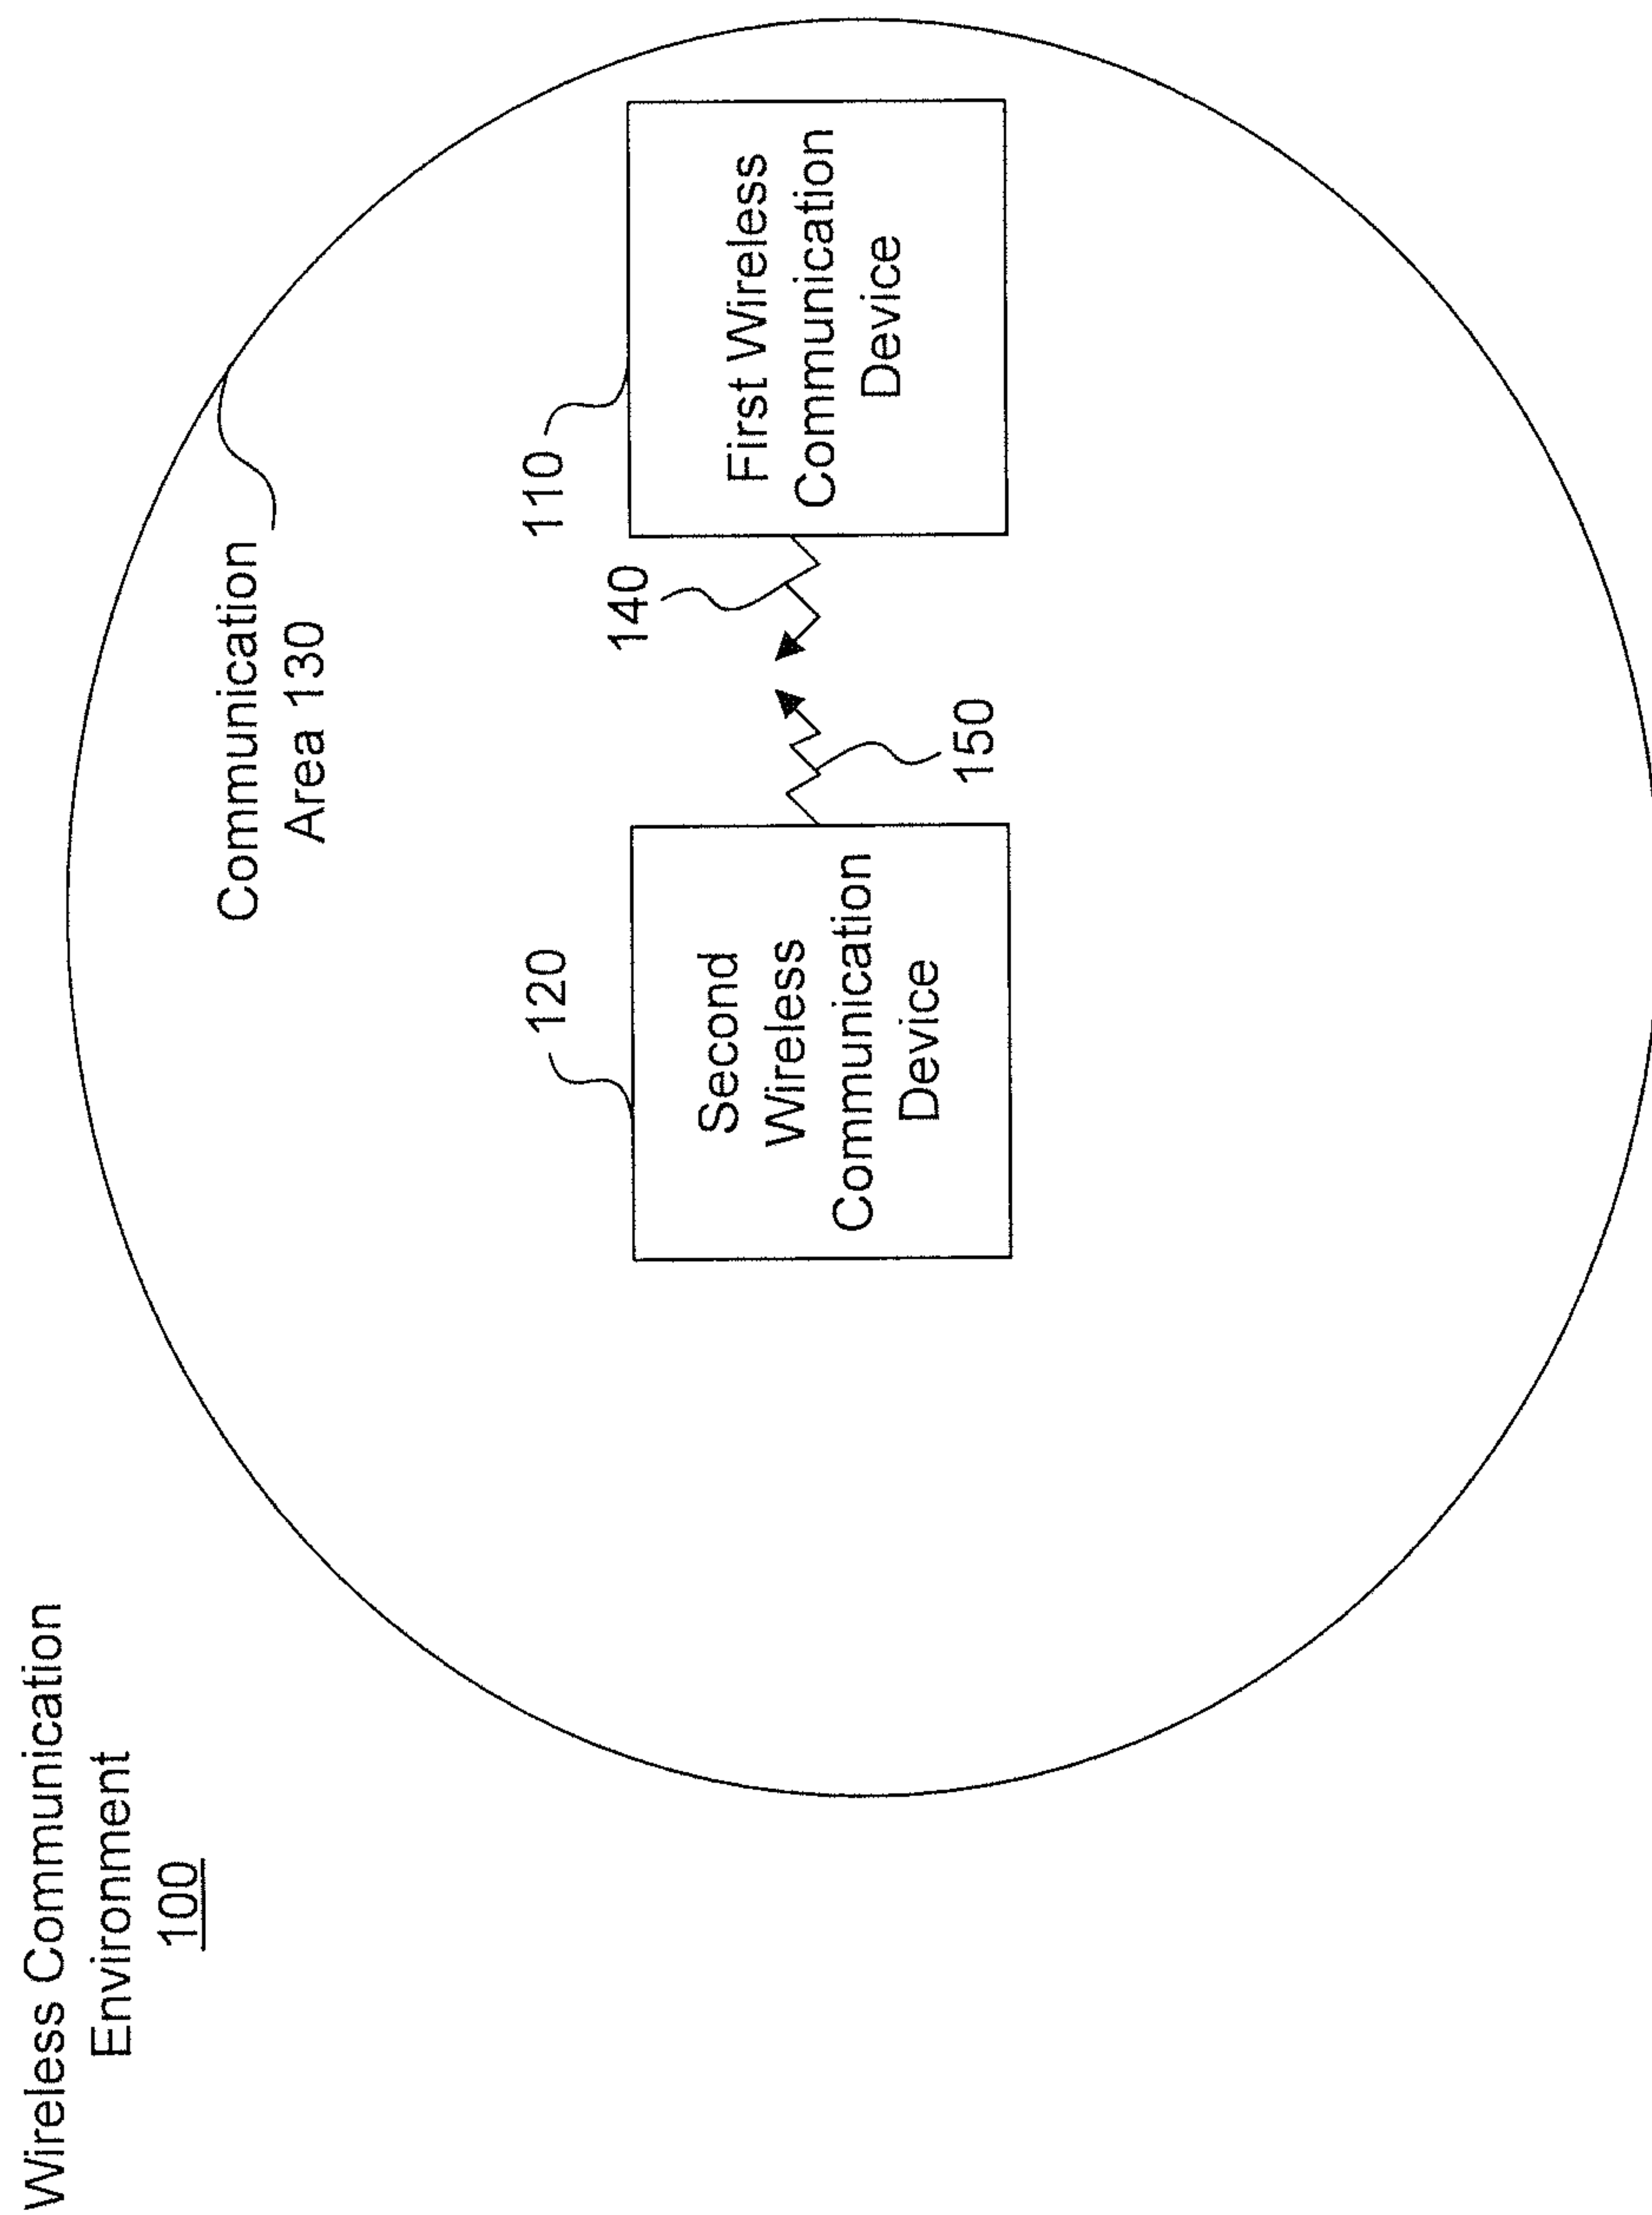 Wireless Communication
Environment
100
Communication
Area 130
120
110
Second
Wireless
Communication
Device
140
150
First Wireless
Communication
Device